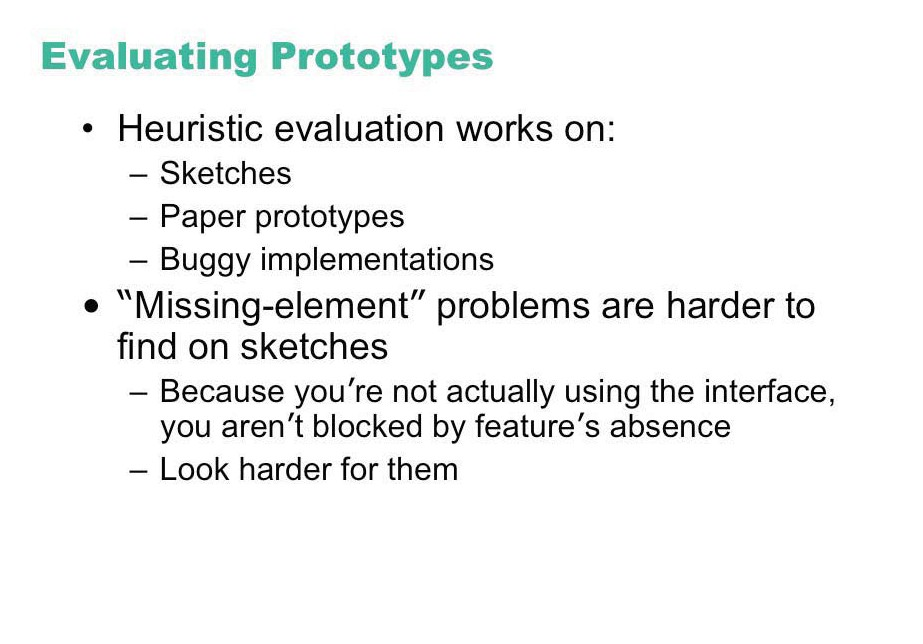 Evaluating Prototypes
• Heuristic evaluation works on:
– Sketches
– Paper prototypes
– Buggy implementations
• “Missing-element” problems are harder to
find on sketches
– Because you’re not actually using the interface,
you aren’t blocked by feature’s absence
– Look harder for them